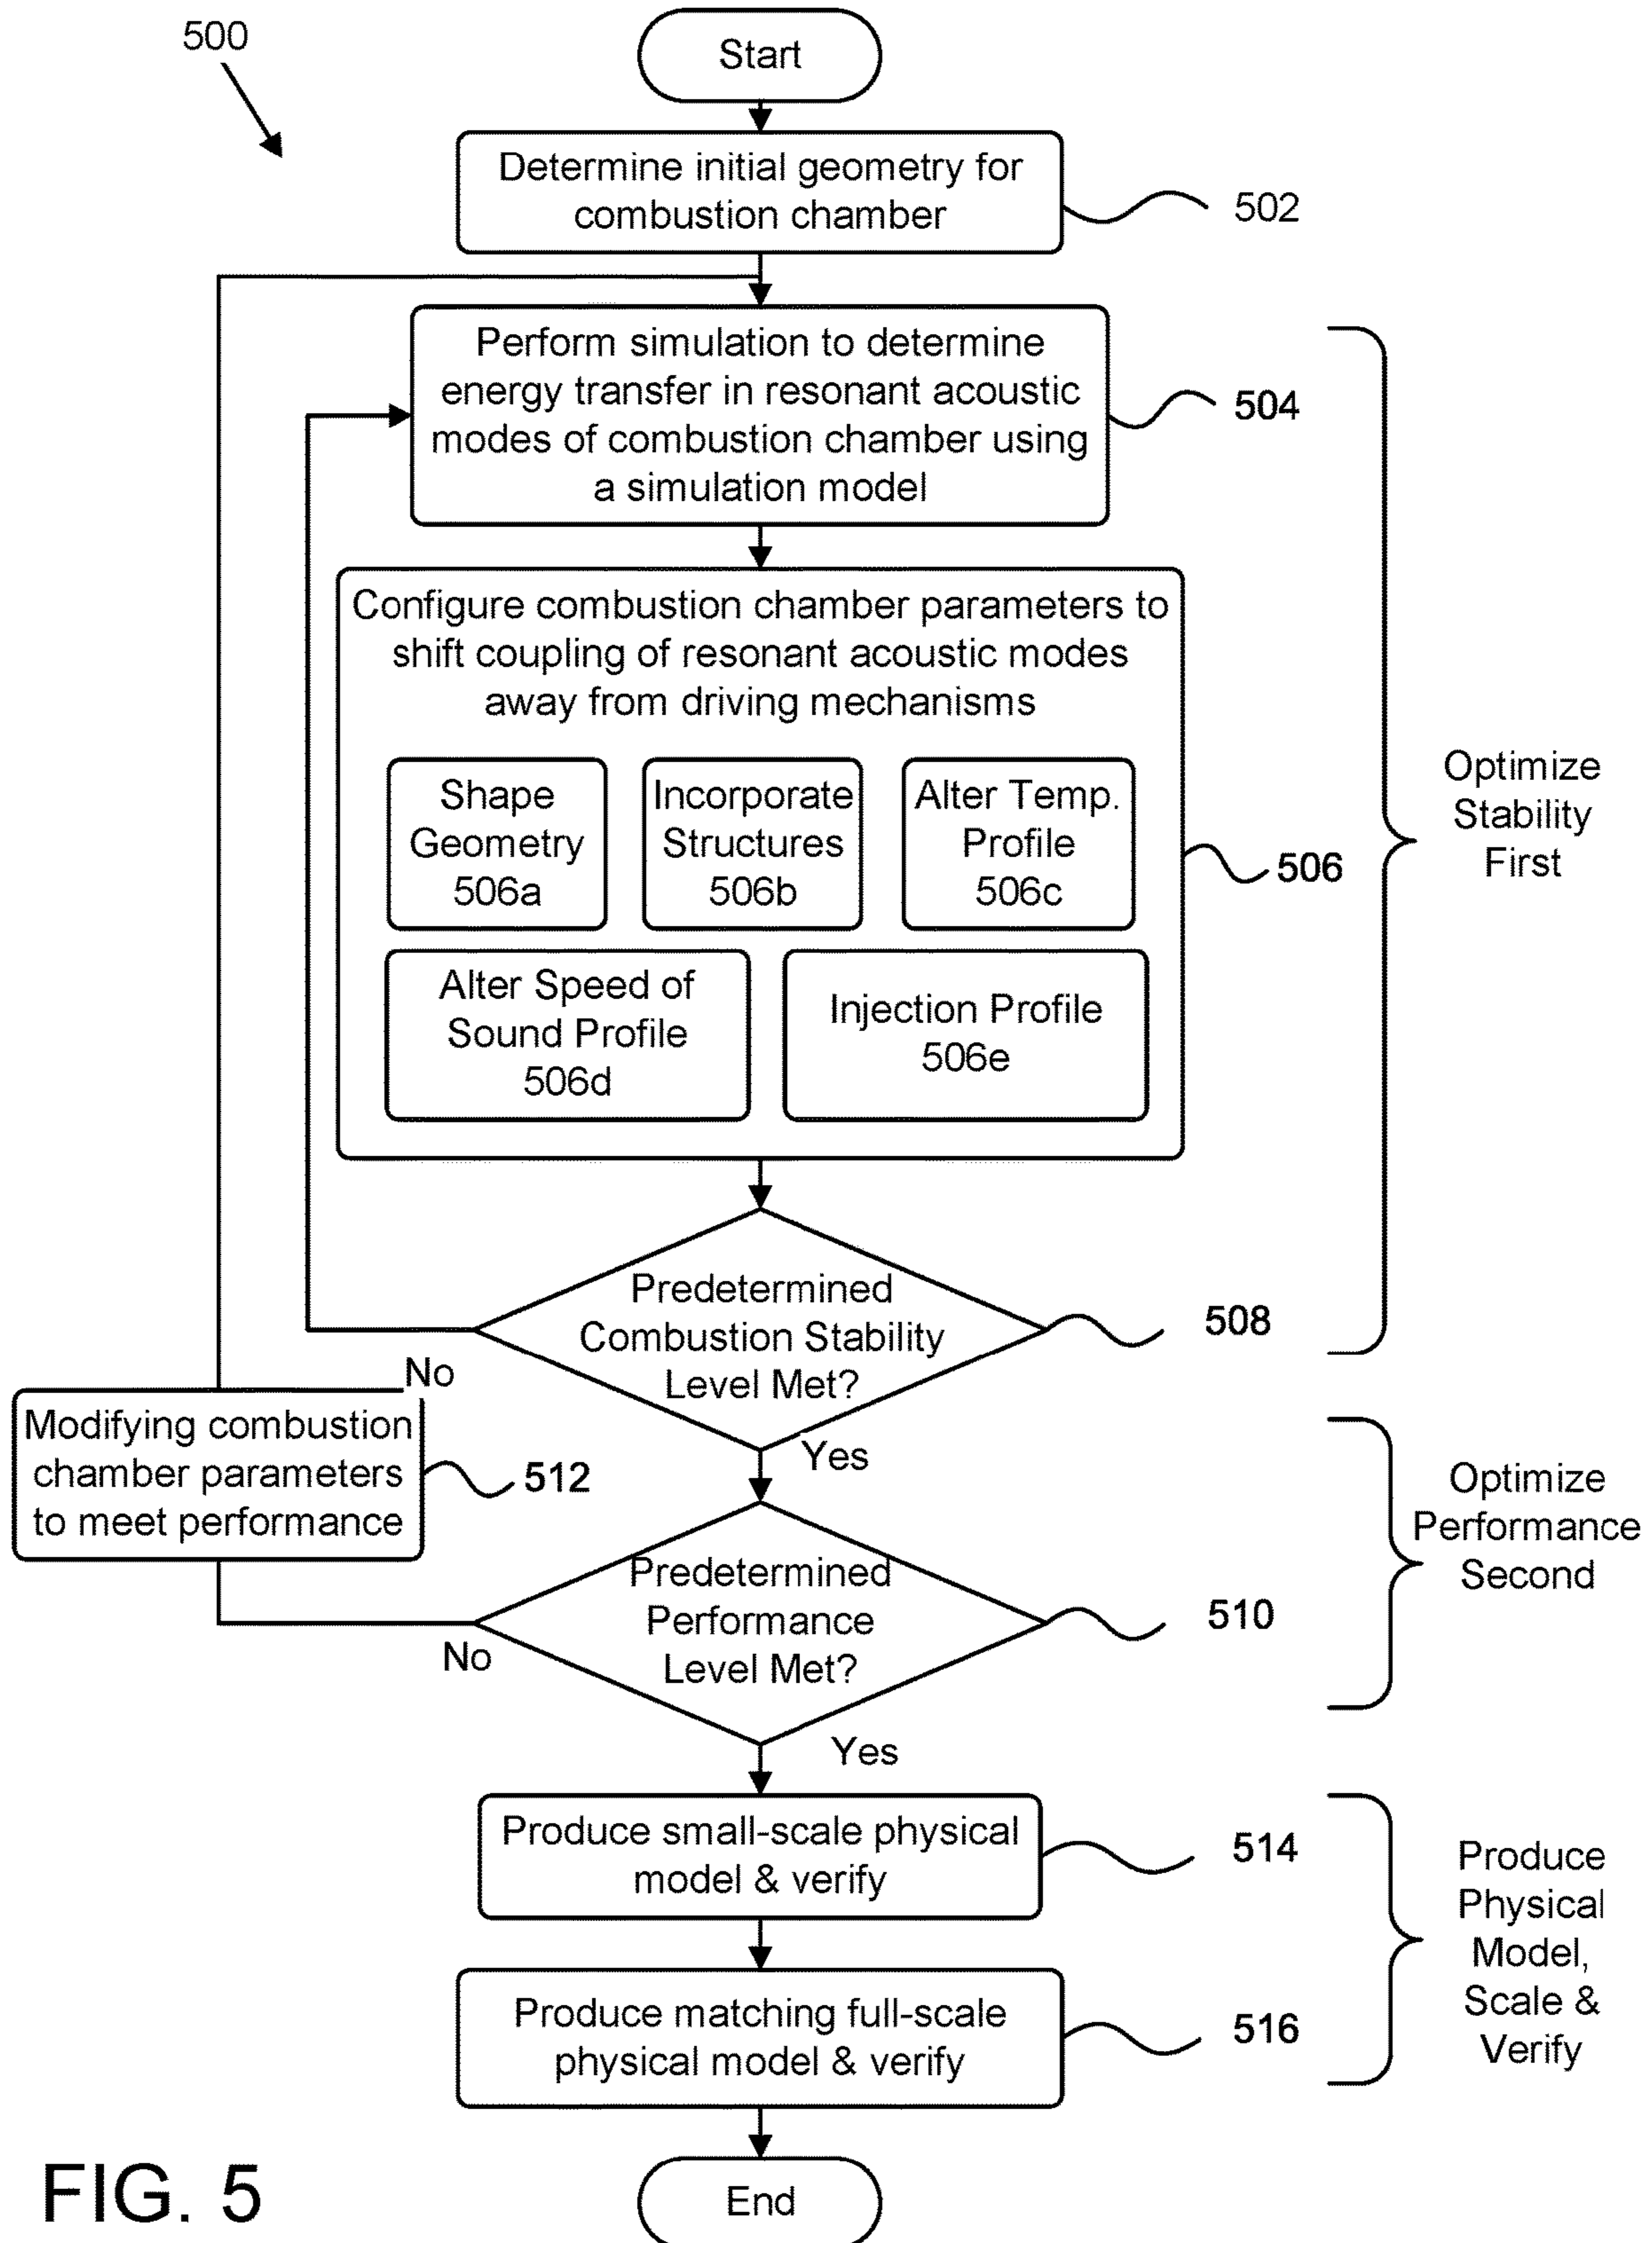 500
Start
Determine initial geometry for
combustion chamber
502
Perform simulation to determine
energy transfer in resonant acoustic
modes of combustion chamber using
a simulation model
504
Configure combustion chamber parameters to
shift coupling of resonant acoustic modes
away from driving mechanisms
Shape
Geometry
506a
Incorporate
Structures
506b
Alter Temp.
Profile
506c
Alter Speed of
Sound Profile
506d
Injection Profile
506e
506
Optimize
Stability
First
Predetermined
Combustion Stability
Level Met?
508
No
Yes
Modifying combustion
chamber parameters
to meet performance
512
Predetermined
Performance
Level Met?
510
No
Yes
Optimize
Performance
Second
Produce small-scale physical
model & verify
514
Produce matching full-scale
physical model & verify
516
Produce
Physical
Model,
Scale &
Verify
End
FIG. 5